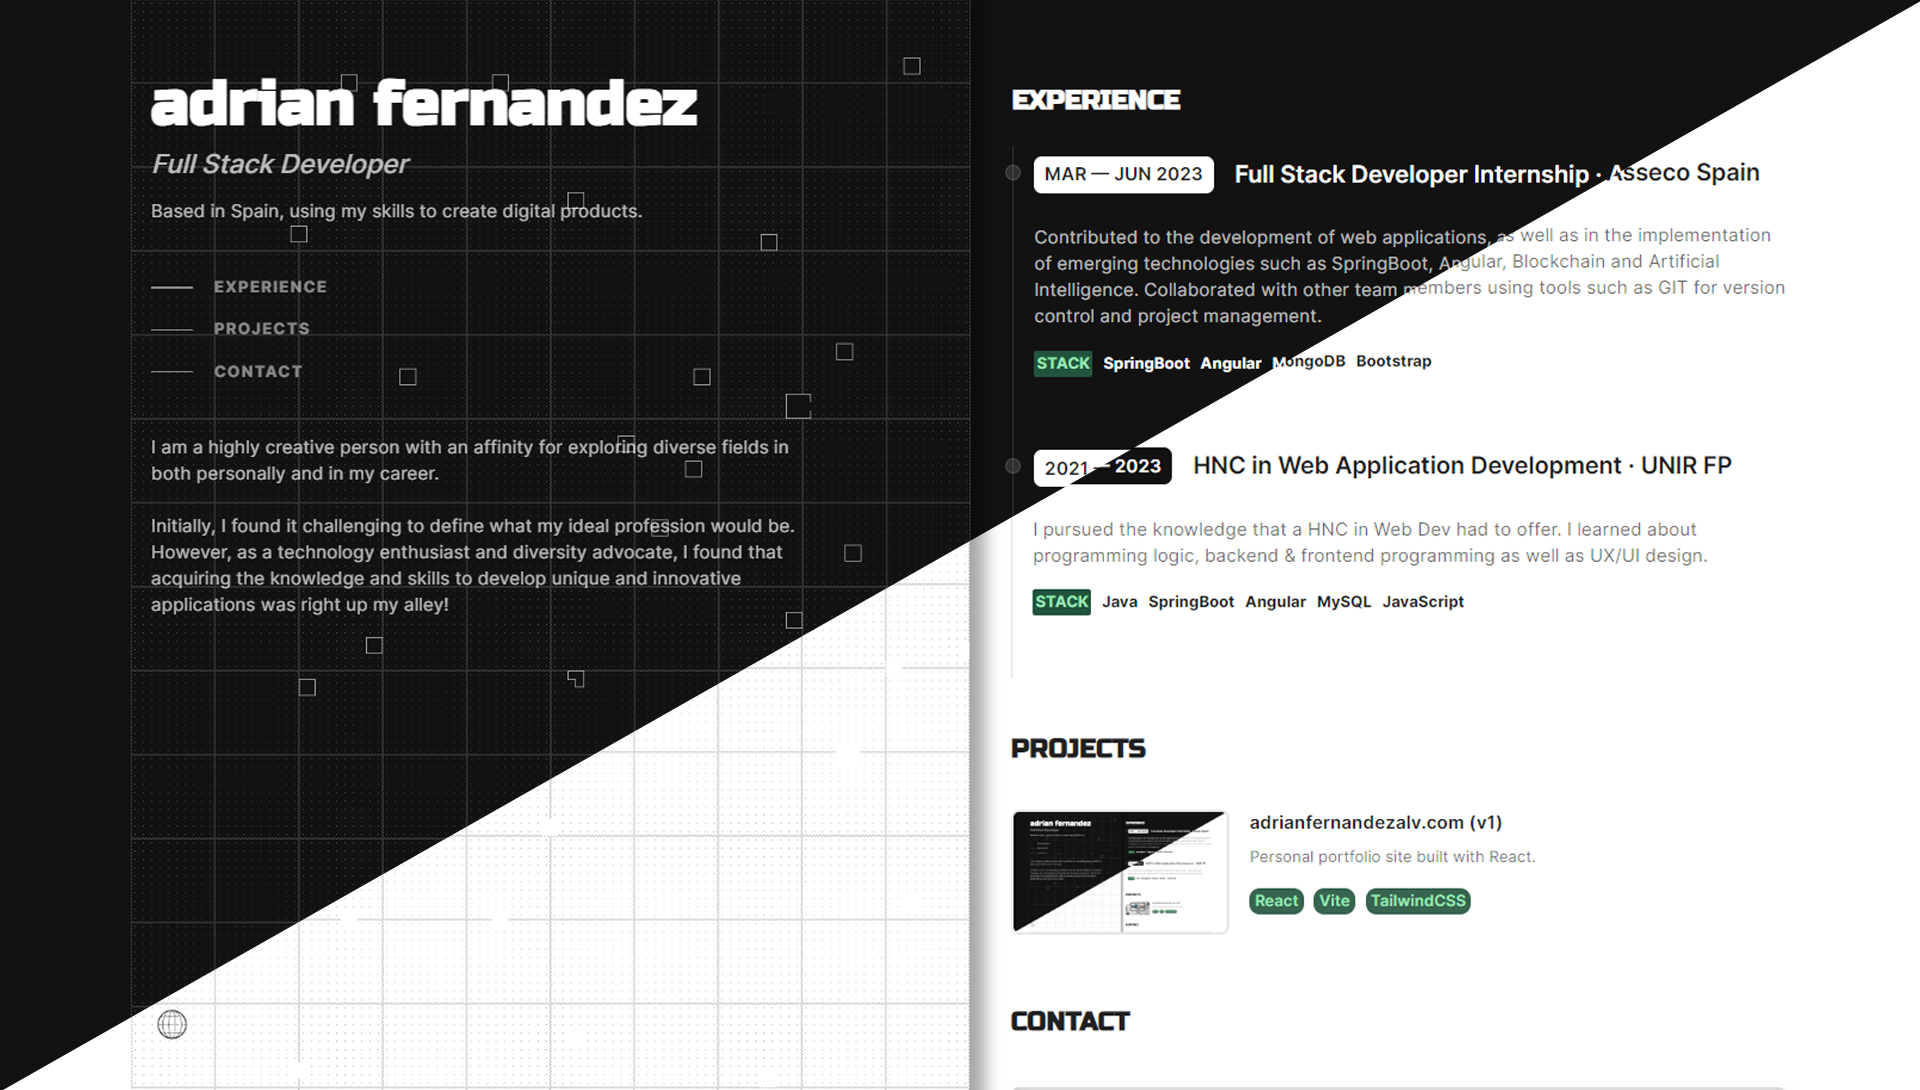 adrian fernandez
Full Stack Developer
Based in Spain, using my skills to create digital products.
EXPERIENCE
PROJECTS
CONTACT
I am a highly creative person with an affinity for exploring diverse fields in
both personally and in my career.
Initially, I found it challenging to define what my ideal profession would be.
However, as a technology enthusiast and diversity advocate, I found that
acquiring the knowledge and skills to develop unique and innovative
applications was right up my alley!
EXPERIENCE
MAR — JUN 2023 Full Stack Developer Internship · Asseco Spain
Contributed to the development of web applications, as well as in the implementation
of emerging technologies such as SpringBoot, Angular, Blockchain and Artificial
Intelligence. Collaborated with other team members using tools such as GIT for version
control and project management.
STACK SpringBoot Angular MongoDB Bootstrap
2021 — 2023 HNC in Web Application Development · UNIR FP
I pursued the knowledge that a HNC in Web Dev had to offer. I learned about
programming logic, backend & frontend programming as well as UX/UI design.
STACK Java SpringBoot Angular MySQL JavaScript
PROJECTS
adrian fernandez
adrianfernandezalv.com (v1)
Personal portfolio site built with React.
React Vite TailwindCSS
CONTACT